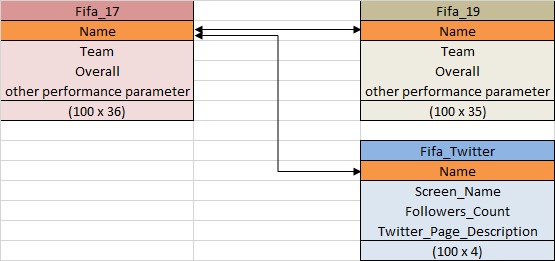 Fifa_17
Name
Team
Overall
other performance parameter
(100 x 36)
Fifa_19
Name
Team
Overall
other performance parameter
(100 x 35)
Fifa_Twitter
Name
Screen_Name
Followers_Count
Twitter_Page_Description
(100 x 4)